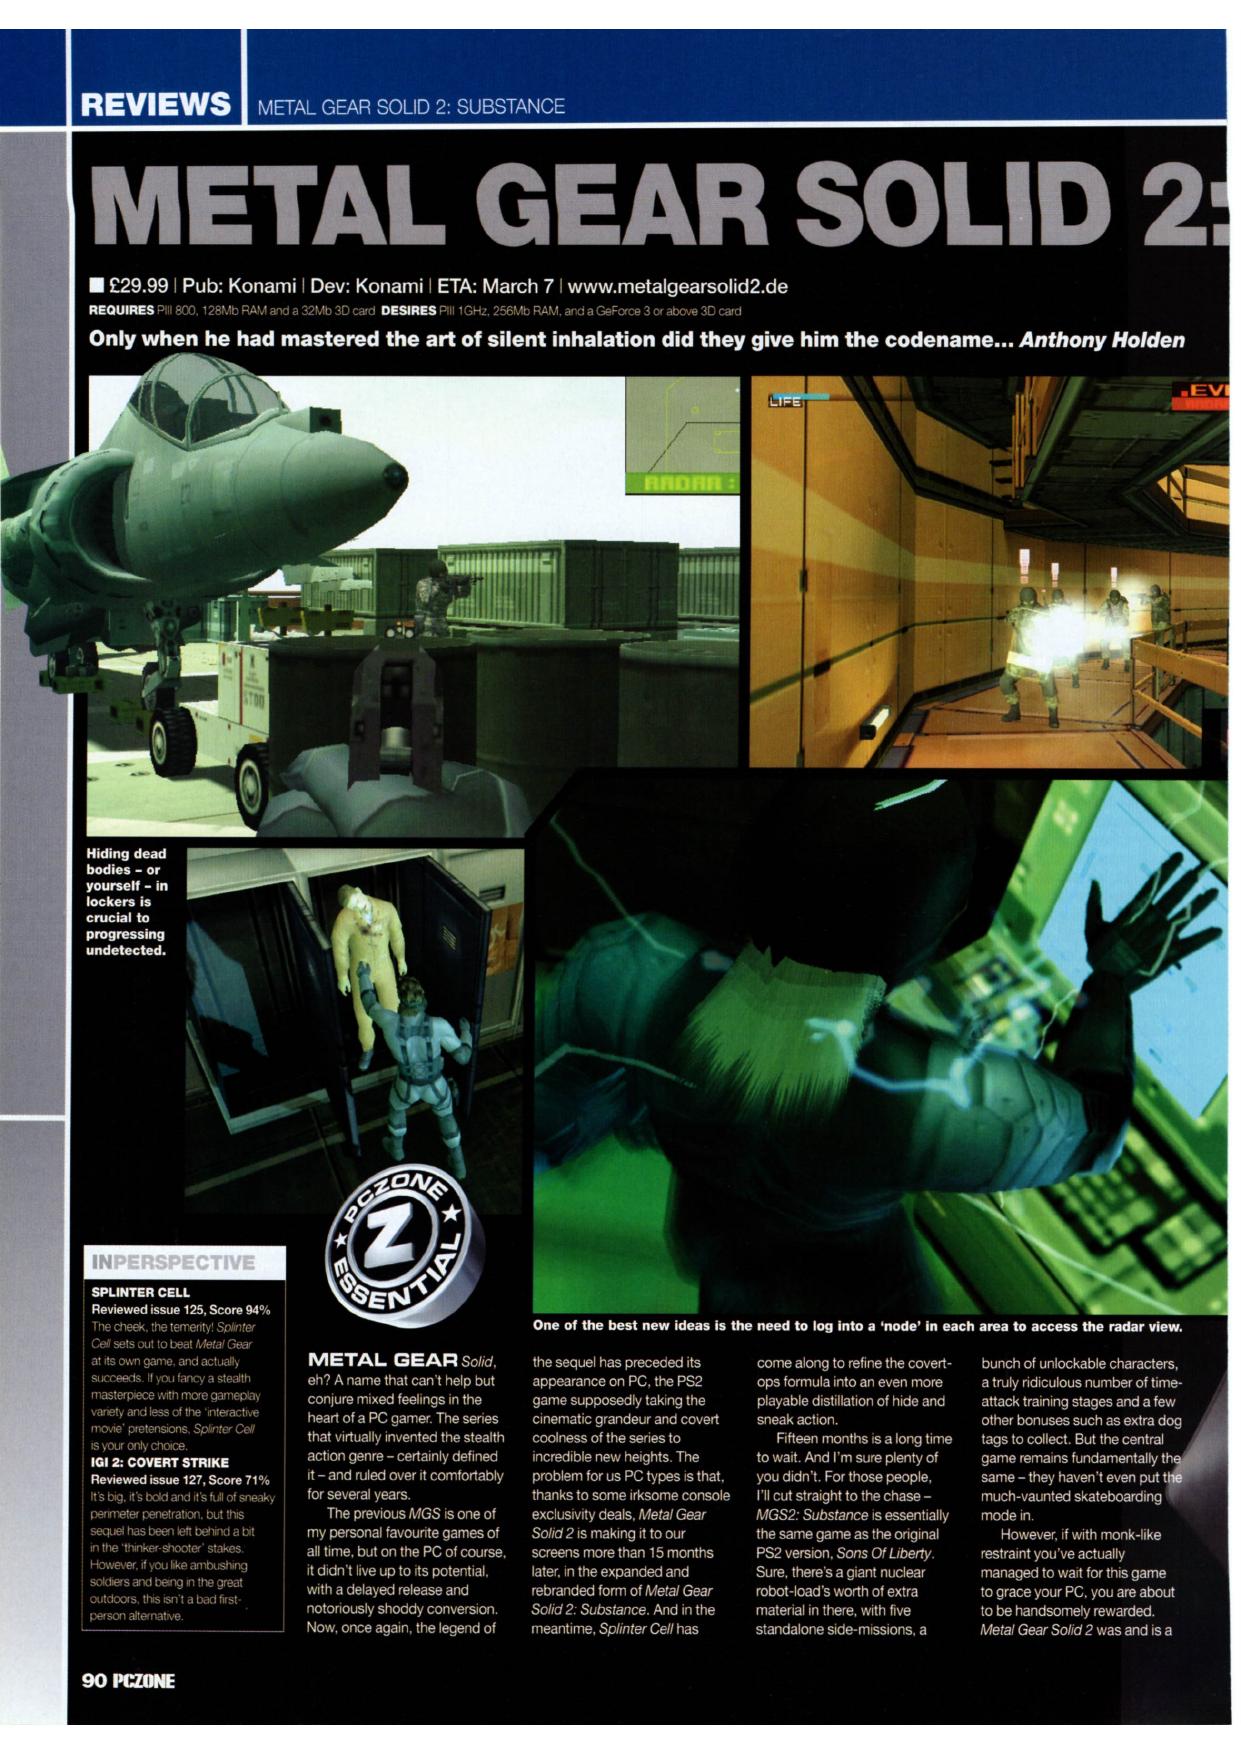 REVIEWS
METAL GEAR SOLID 2: SUBSTANCE
METAL GEAR SOLID 2:
■ £29.99 | Pub: Konami | Dev: Konami | ETA: March 7 | www.metalgearsolid2.de
REQUIRES PIII 800, 128Mb RAM and a 32Mb 3D card DESIRES PIII 1GHz, 256Mb RAM, and a GeForce 3 or above 3D card
Only when he had mastered the art of silent inhalation did they give him the codename... Anthony Holden
RADAR :
LIFE
.EV
Hiding dead
bodies – or
yourself – in
lockers is
crucial to
progressing
undetected.
PCZONE
Z
ESSENTIAL
One of the best new ideas is the need to log into a 'node' in each area to access the radar view.
INPERSPECTIVE
SPLINTER CELL
Reviewed issue 125, Score 94%
The cheek, the temerity! Splinter
Cell sets out to beat Metal Gear
at its own game, and actually
succeeds. If you fancy a stealth
masterpiece with more gameplay
variety and less of the 'interactive
movie' pretensions, Splinter Cell
is your only choice.
IGI 2: COVERT STRIKE
Reviewed issue 127, Score 71%
It's big, it's bold and it's full of sneaky
perimeter penetration, but this
sequel has been left behind a bit
in the 'thinker-shooter' stakes.
However, if you like ambushing
soldiers and being in the great
outdoors, this isn't a bad first-
person alternative.
METAL GEAR Solid,
eh? A name that can't help but
conjure mixed feelings in the
heart of a PC gamer. The series
that virtually invented the stealth
action genre – certainly defined
it – and ruled over it comfortably
for several years.
The previous MGS is one of
my personal favourite games of
all time, but on the PC of course,
it didn't live up to its potential,
with a delayed release and
notoriously shoddy conversion.
Now, once again, the legend of
the sequel has preceded its
appearance on PC, the PS2
game supposedly taking the
cinematic grandeur and covert
coolness of the series to
incredible new heights. The
problem for us PC types is that,
thanks to some irksome console
exclusivity deals, Metal Gear
Solid 2 is making it to our
screens more than 15 months
later, in the expanded and
rebranded form of Metal Gear
Solid 2: Substance. And in the
meantime, Splinter Cell has
come along to refine the covert-
ops formula into an even more
playable distillation of hide and
sneak action.
Fifteen months is a long time
to wait. And I'm sure plenty of
you didn't. For those people,
I'll cut straight to the chase –
MGS2: Substance is essentially
the same game as the original
PS2 version, Sons Of Liberty.
Sure, there's a giant nuclear
robot-load's worth of extra
material in there, with five
standalone side-missions, a
bunch of unlockable characters,
a truly ridiculous number of time-
attack training stages and a few
other bonuses such as extra dog
tags to collect. But the central
game remains fundamentally the
same – they haven't even put the
much-vaunted skateboarding
mode in.
However, if with monk-like
restraint you've actually
managed to wait for this game
to grace your PC, you are about
to be handsomely rewarded.
Metal Gear Solid 2 was and is a
90 PCZONE